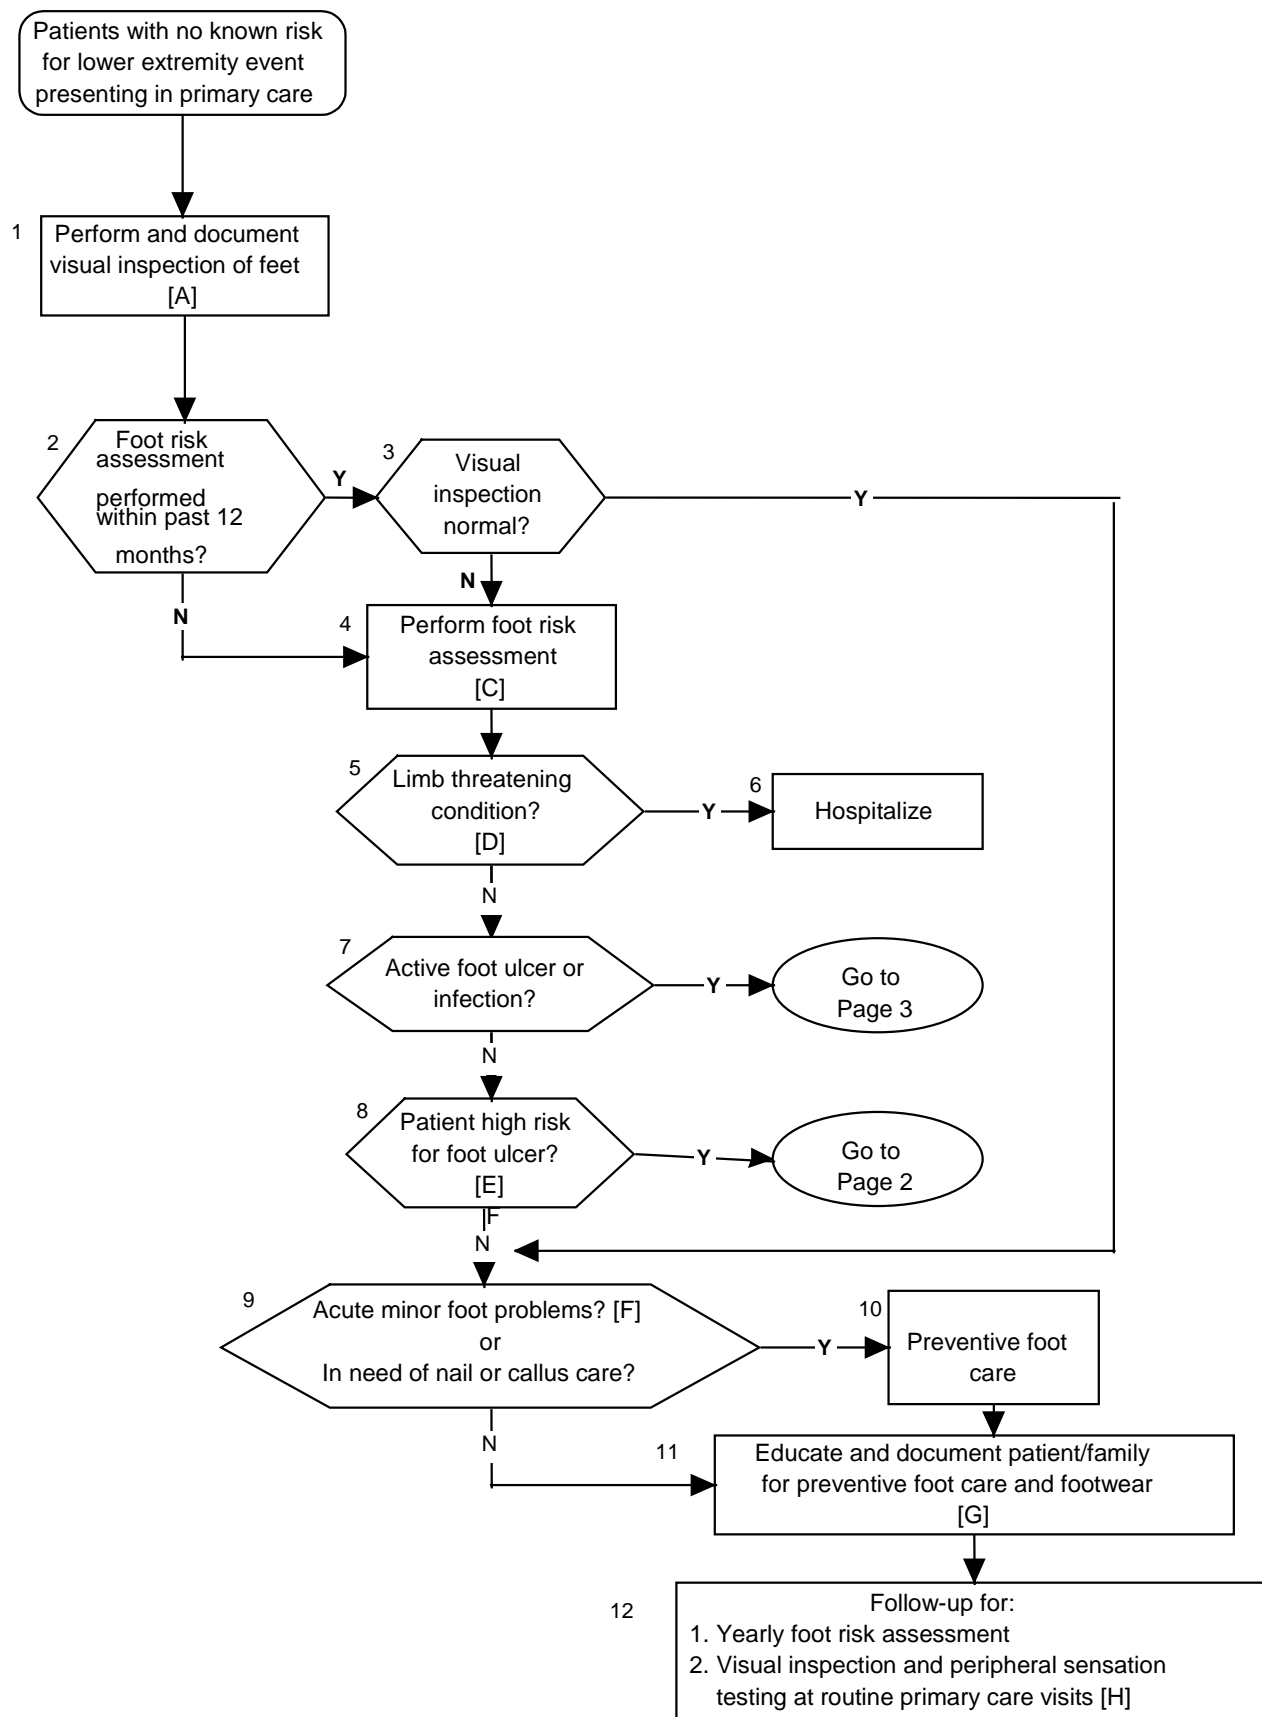 Patients with no known risk
for lower extremity event
presenting in primary care
1
Perform and document
visual inspection of feet
[A]
2
Foot risk
assessment
performed
within past 12
months?
Y
3
Visual
inspection
normal?
Y
N
N
4
Perform foot risk
assessment
[C]
5
Limb threatening
condition?
[D]
Y
6
Hospitalize
N
7
Active foot ulcer or
infection?
Y
Go to
Page 3
N
8
Patient high risk
for foot ulcer?
[E]
Y
Go to
Page 2
F
N
9
Acute minor foot problems? [F]
or
In need of nail or callus care?
Y
10
Preventive foot
care
N
11
Educate and document patient/family
for preventive foot care and footwear
[G]
12
Follow-up for:
1. Yearly foot risk assessment
2. Visual inspection and peripheral sensation
testing at routine primary care visits [H]